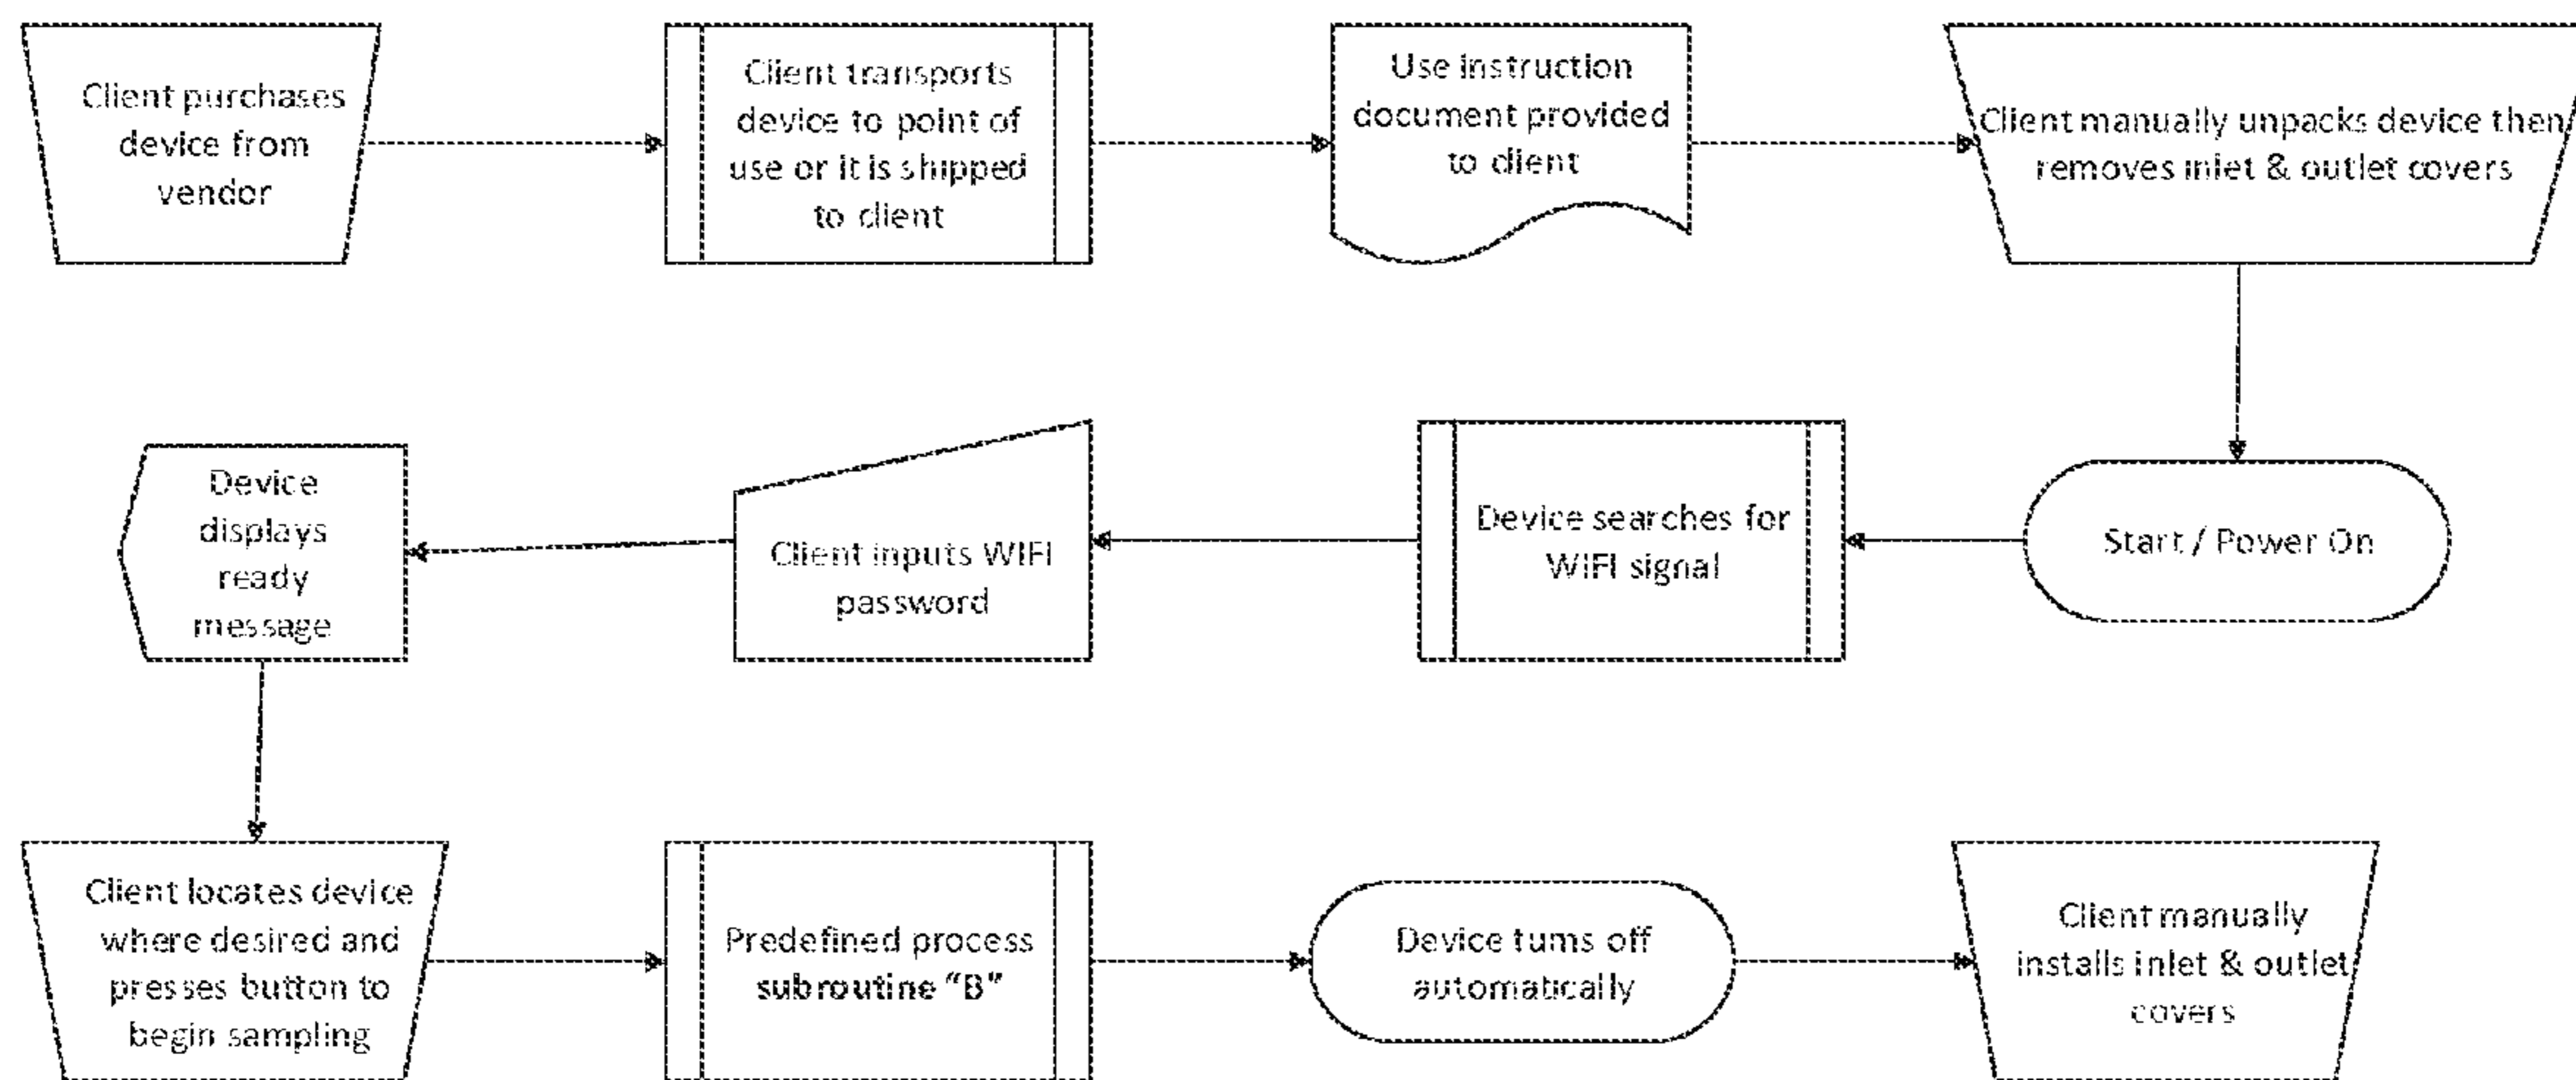 Client purchases
device from
vendor
Client transports
device to point of
use or it is shipped
to client
Use instruction
document provided
to client
Client manually unpacks device then
removes inlet & outlet covers
Start / Power On
Device searches for
WIFI signal
Client inputs WIFI
password
Device
displays
ready
message
Client locates device
where desired and
presses button to
begin sampling
Predefined process
subroutine “B”
Device turns off
automatically
Client manually
installs inlet & outlet
covers